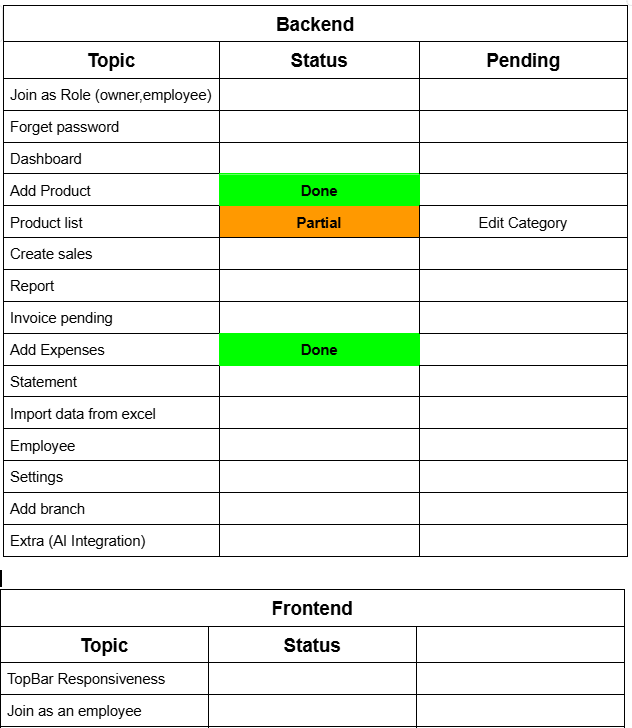 Backend
Topic Status Pending
Join as Role (owner,employee)
Forget password
Dashboard
Add Product Done
Product list Partial Edit Category
Create sales
Report
Invoice pending
Add Expenses Done
Statement
Import data from excel
Employee
Settings
Add branch
Extra (AI Integration)
Frontend
Topic Status
TopBar Responsiveness
Join as an employee